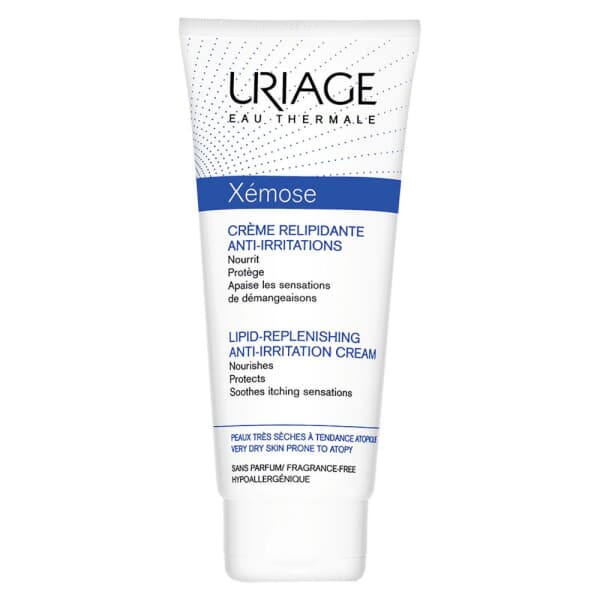 URIAGE
EAU THERMALE
Xémose
CRÈME RELIPIDANTE
ANTI-IRRITATIONS
Nourrit
Protège
Apaise les sensations
de démangeaisons
LIPID-REPLENISHING
ANTI-IRRITATION CREAM
Nourishes
Protects
Soothes itching sensations
PEAUX TRÈS SÈCHES À TENDANCE ATOPIQUE
VERY DRY SKIN PRONE TO ATOPY
SANS PARFUM/ FRAGRANCE-FREE
HYPOALLERGÉNIQUE